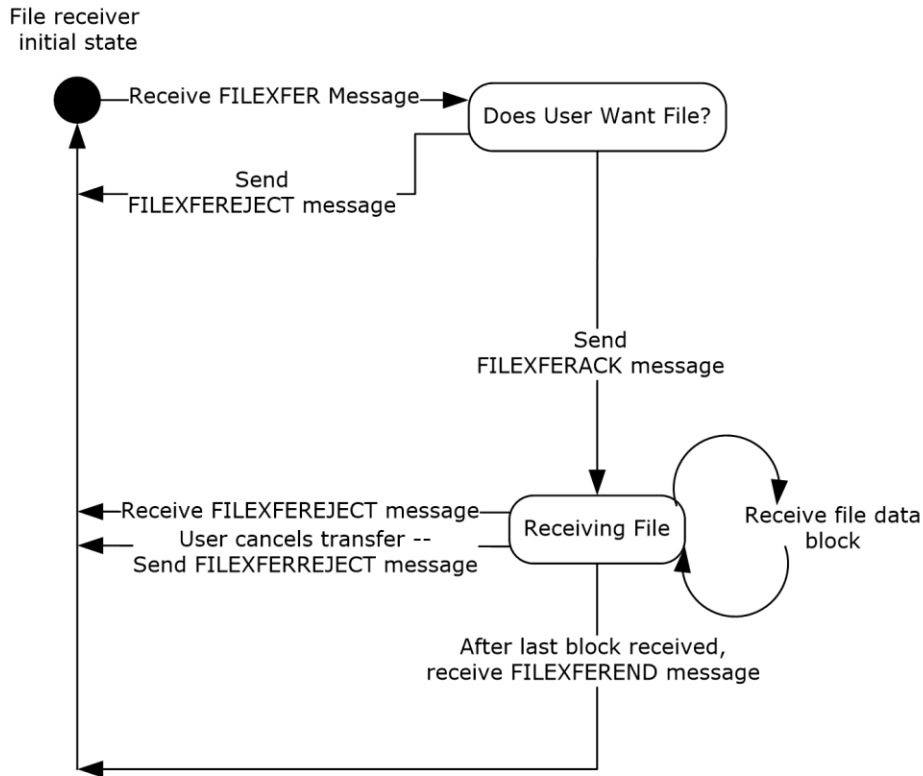 File receiver
initial state
Receive FILEXFER Message
Does User Want File?
Send
FILEXFEREJECT message
Send
FILEXFERACK message
Receive FILEXFEREJECT message
User cancels transfer --
Send FILEXFERREJECT message
Receiving File
Receive file data
block
After last block received,
receive FILEXFEREND message